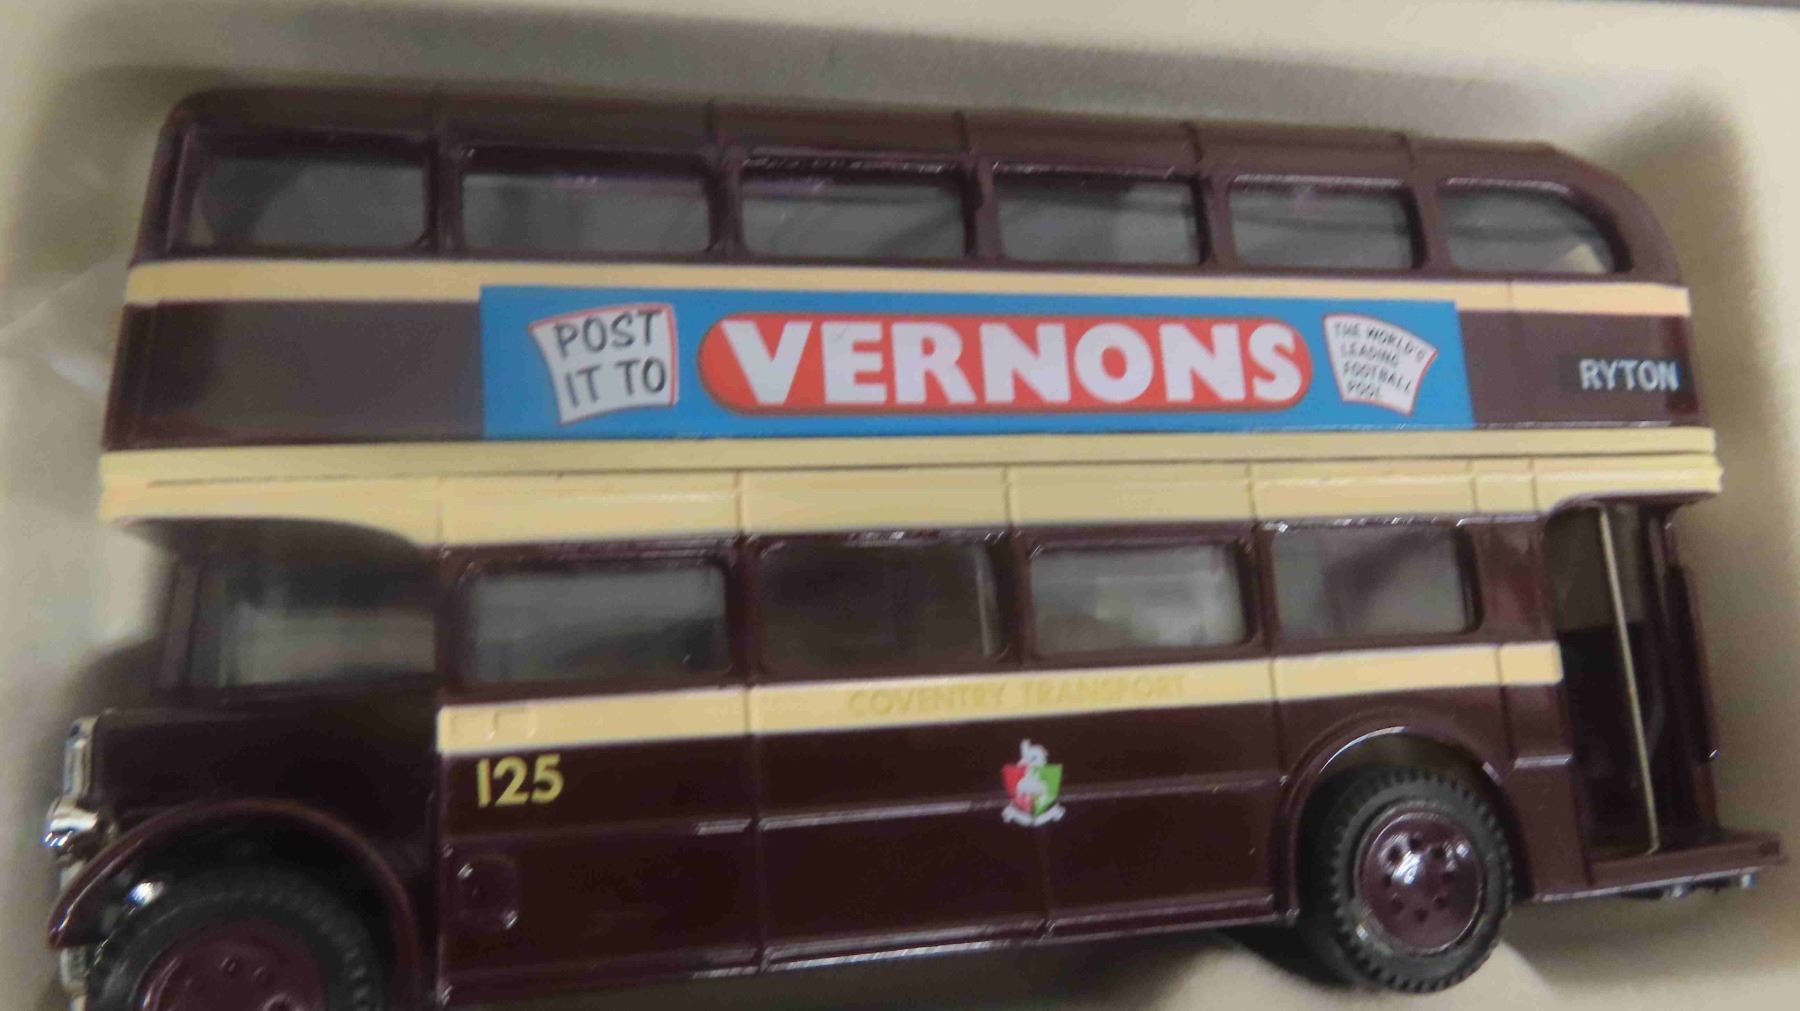 POST
IT TO
VERNONS
THE WORLD'S
LEADING
FOOTBALL
POOL
RYTON
COVENTRY TRANSPORT
125